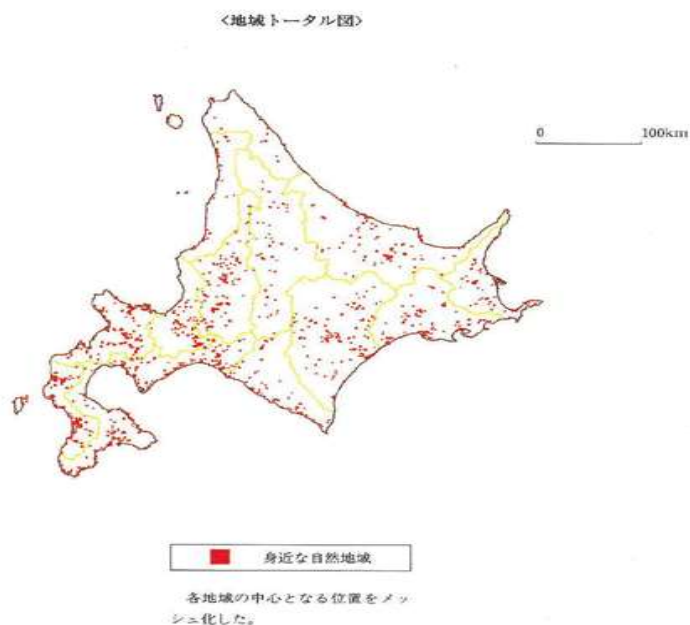 <地域トータル図>
0 100km
身近な自然地域
各地域の中心となる位置をメッ
シュ化した。